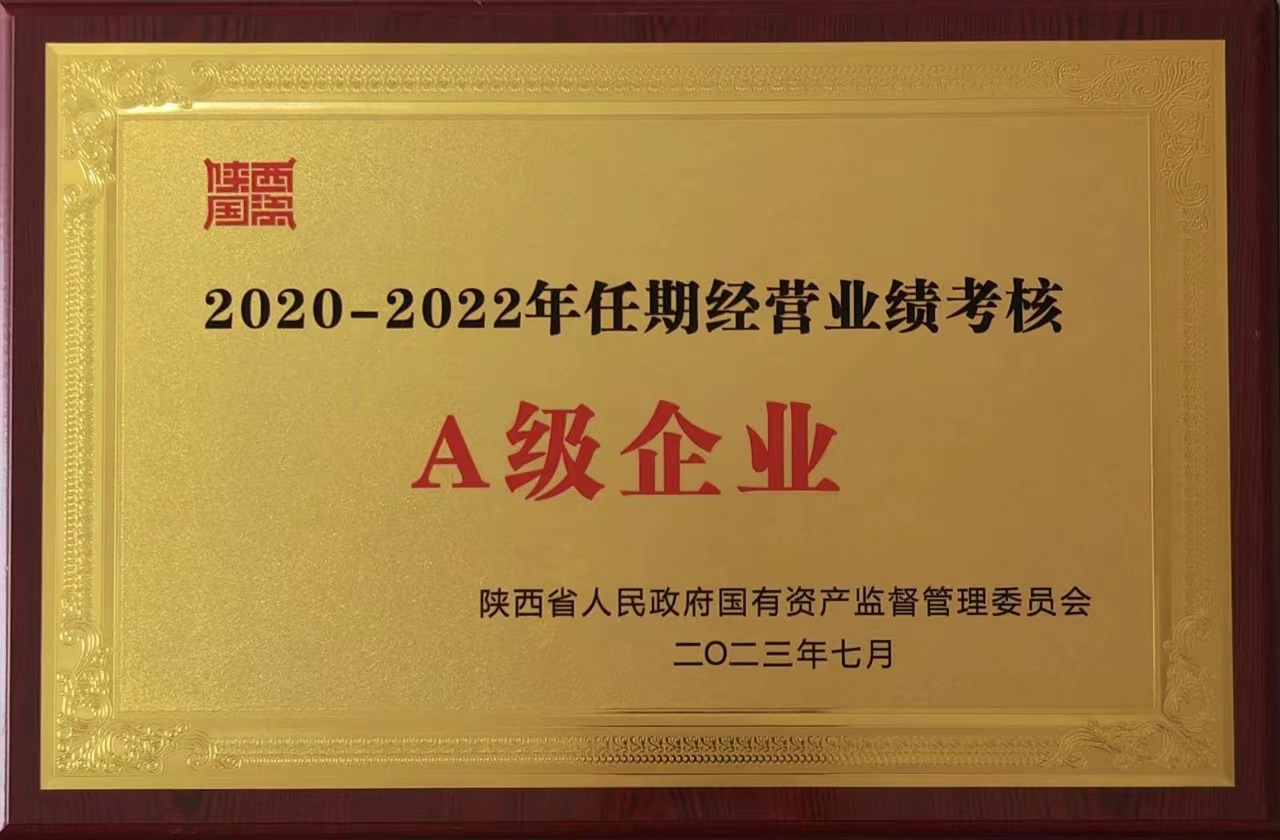 陕西
国资
2020-2022年任期经营业绩考核
A级企业
陕西省人民政府国有资产监督管理委员会
二〇二三年七月